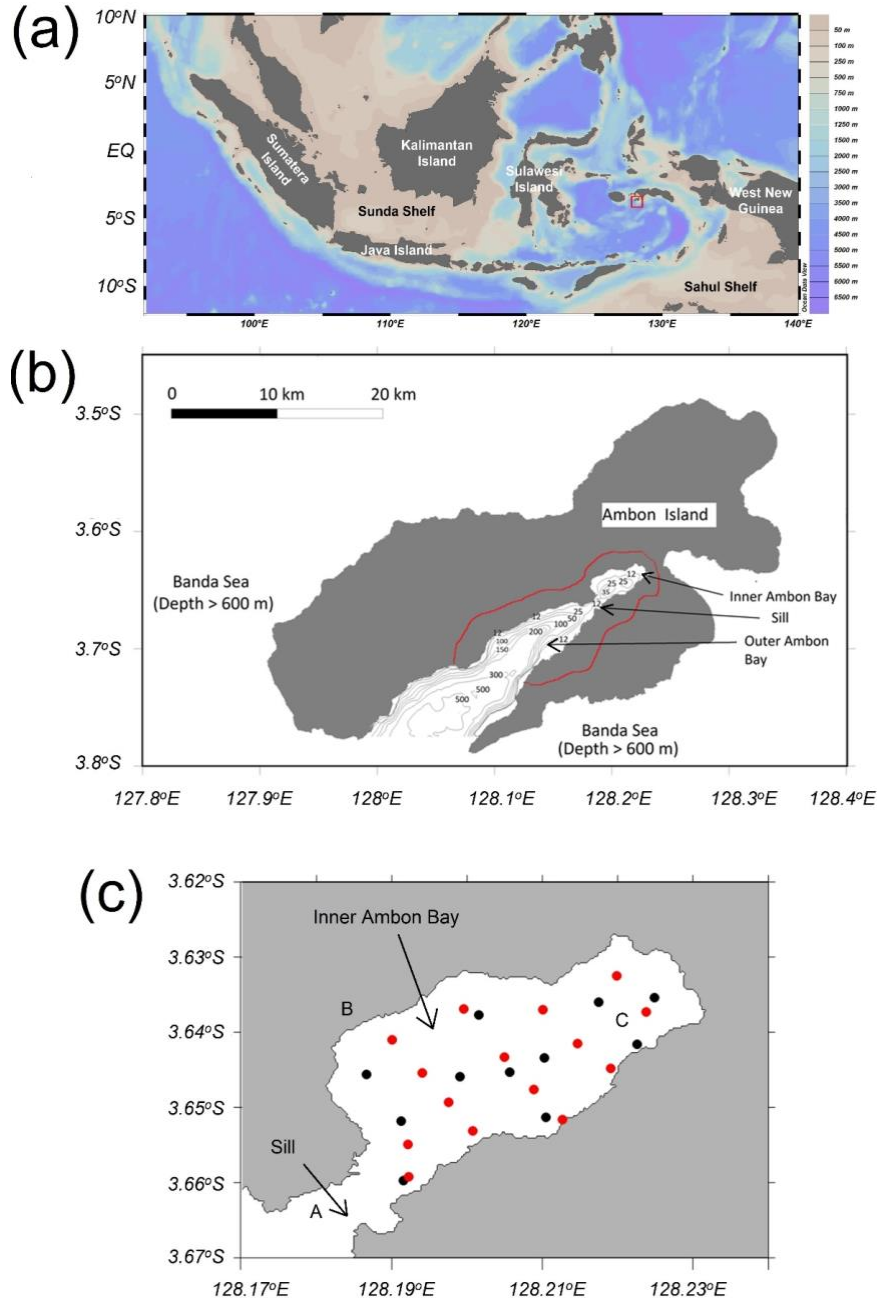 (a)
10°N
5°N
EQ
5°S
10°S
Sumatera
Island
Kalimantan
Island
Sulawesi
Island
West New
Guinea
Sunda Shelf
Java Island
Sahul Shelf
100°E
110°E
120°E
130°E
140°E
50 m
100 m
250 m
500 m
750 m
1000 m
1250 m
1500 m
2000 m
2500 m
3000 m
3500 m
4000 m
4500 m
5000 m
5500 m
6000 m
6500 m
Ocean Data View
(b)
0
10 km
20 km
3.5°S
3.6°S
3.7°S
3.8°S
Ambon Island
Banda Sea
(Depth > 600 m)
12
25 25
35
12
Inner Ambon Bay
Sill
Outer Ambon
Bay
12
25
50
12
100
200
12
100
150
300
500
500
Banda Sea
(Depth > 600 m)
127.8°E
127.9°E
128°E
128.1°E
128.2°E
128.3°E
128.4°E
(c)
3.62°S
3.63°S
3.64°S
3.65°S
3.66°S
3.67°S
Inner Ambon Bay
B
C
Sill
A
128.17°E
128.19°E
128.21°E
128.23°E